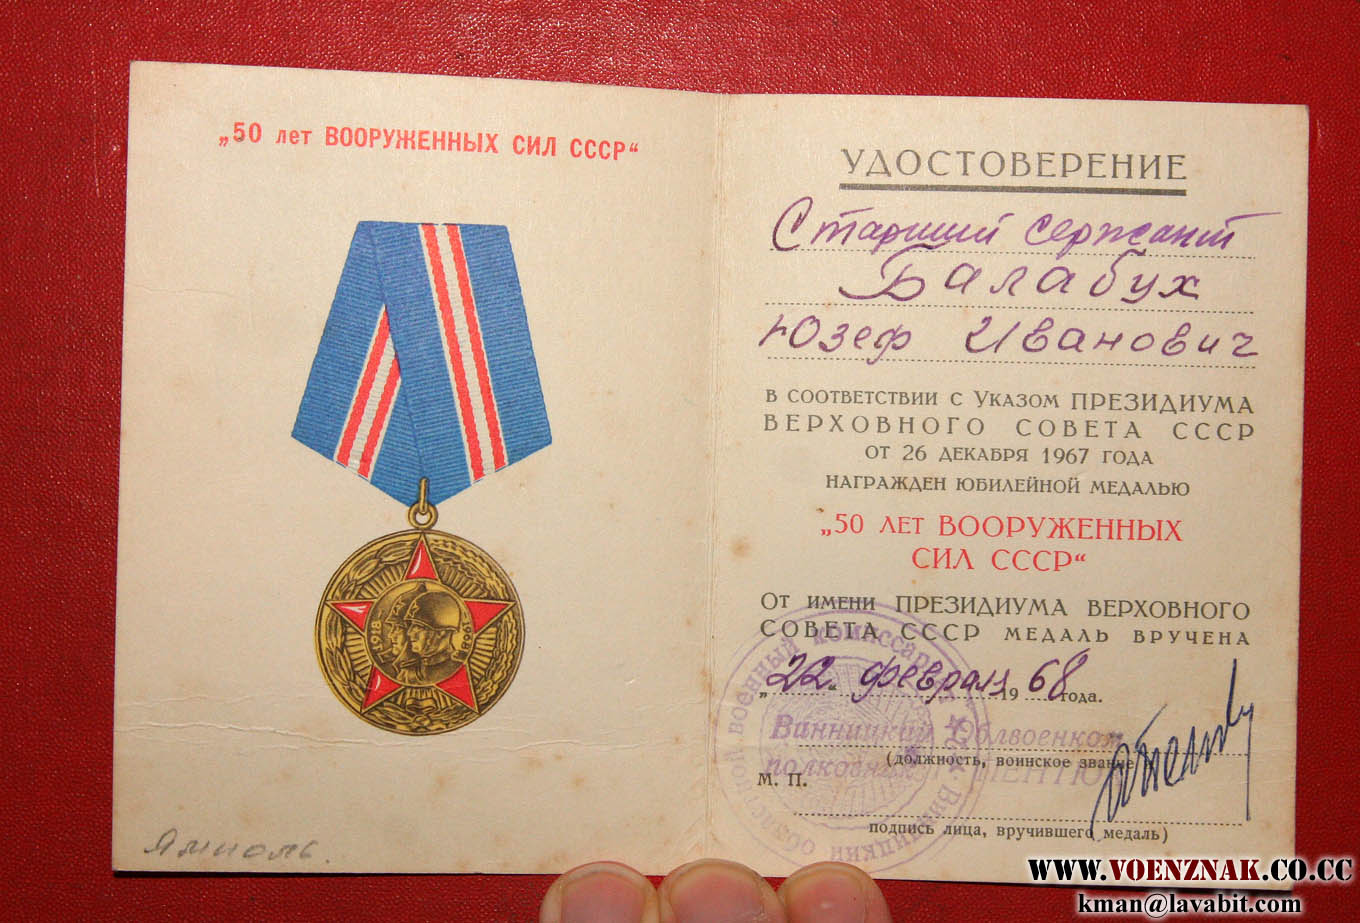 „50 лет ВООРУЖЕННЫХ СИЛ СССР“
1918
1968
Ямполь.
УДОСТОВЕРЕНИЕ
Старший сержант
Балабух
Юзеф Иванович
В СООТВЕТСТВИИ С УКАЗОМ ПРЕЗИДИУМА
ВЕРХОВНОГО СОВЕТА СССР
ОТ 26 ДЕКАБРЯ 1967 ГОДА
НАГРАЖДЕН ЮБИЛЕЙНОЙ МЕДАЛЬЮ
„50 ЛЕТ ВООРУЖЕННЫХ
СИЛ СССР“
ОТ ИМЕНИ ПРЕЗИДИУМА ВЕРХОВНОГО
СОВЕТА СССР МЕДАЛЬ ВРУЧЕНА
„22“ февраля 1968 года.
Винницкий Облвоенком
(должность, воинское звание
полковник ПЕНТЮ
М. П.
подпись лица, вручившего медаль)
военный комиссариат
WWW.VOENZNAK.CO.CC
kman@lavabit.com